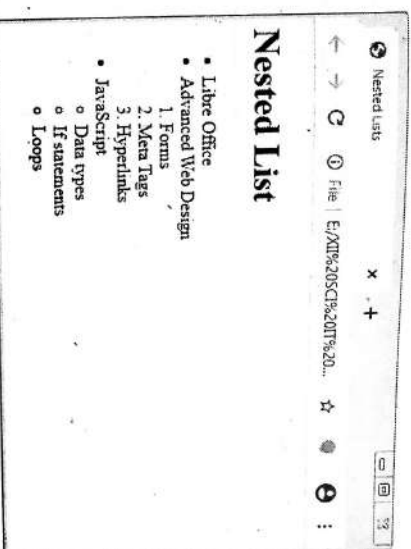 Nested Lists
File | E:/XII%20SCI%20IT%20...
Nested List
• Libre Office
• Advanced Web Design
1. Forms
2. Meta Tags
3. Hyperlinks
• JavaScript
o Data types
o If statements
o Loops